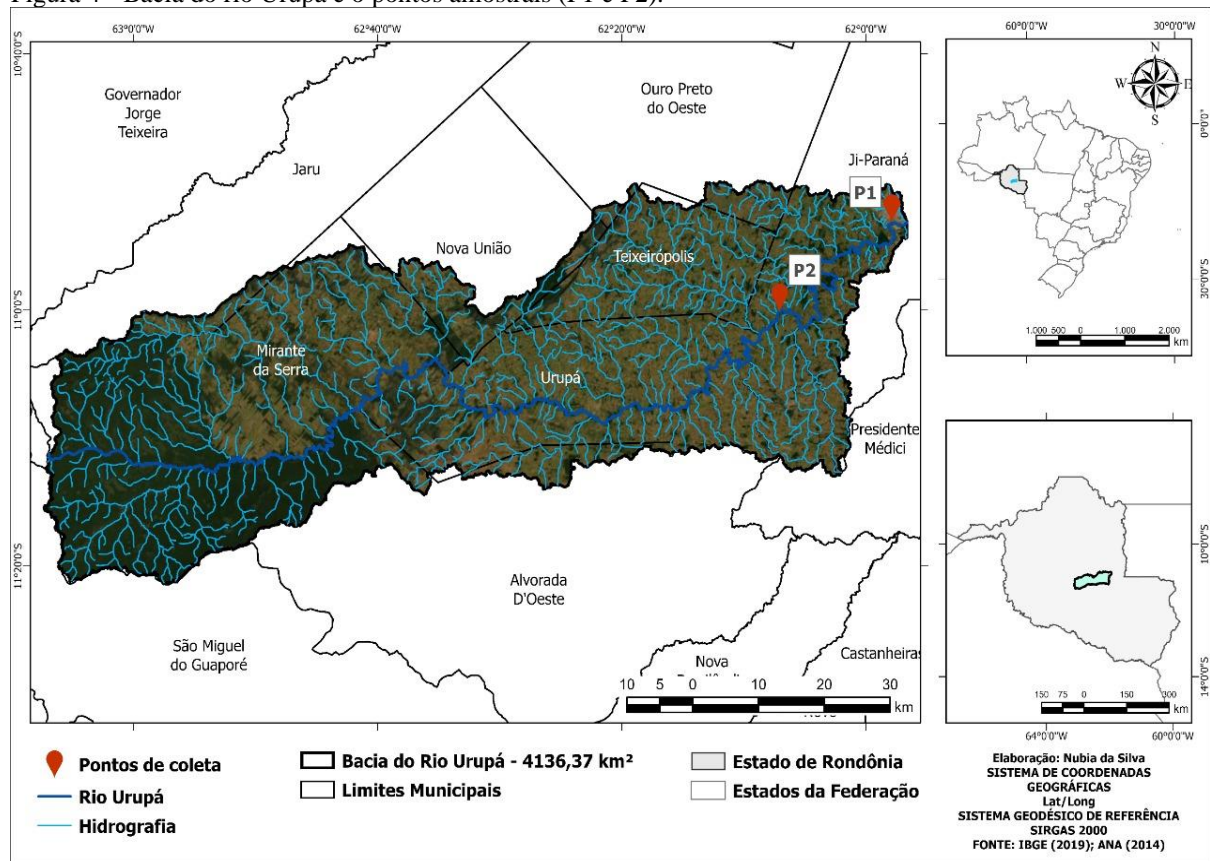 Figura 4 - Bacia do rio Urupá e o pontos amostrais (P1 e P2).
63°0'0"W 62°40'0"W 62°20'0"W 62°0'0"W
10°40'0"S
11°0'0"S
11°20'0"S
Governador
Jorge
Teixeira
Jaru
Ouro Preto
do Oeste
Ji-Paraná
P1
Nova União
Teixeirópolis
P2
Mirante
da Serra
Urupá
Presidente
Médici
Alvorada
D'Oeste
São Miguel
do Guaporé
Nova
Castanheiras
10 5 0 10 20 30
km
60°0'0"W 30°0'0"W
N
W E
S
0°0'0"
30°0'0"S
1.000 500 0 1.000 2.000
km
10°0'0"S
14°0'0"S
150 75 0 150 300
km
64°0'0"W 60°0'0"W
Pontos de coleta
Rio Urupá
Hidrografia
Bacia do Rio Urupá - 4136,37 km²
Limites Municipais
Estado de Rondônia
Estados da Federação
Elaboração: Nubia da Silva
SISTEMA DE COORDENADAS
GEOGRÁFICAS
Lat/Long
SISTEMA GEODÉSICO DE REFERÊNCIA
SIRGAS 2000
FONTE: IBGE (2019); ANA (2014)